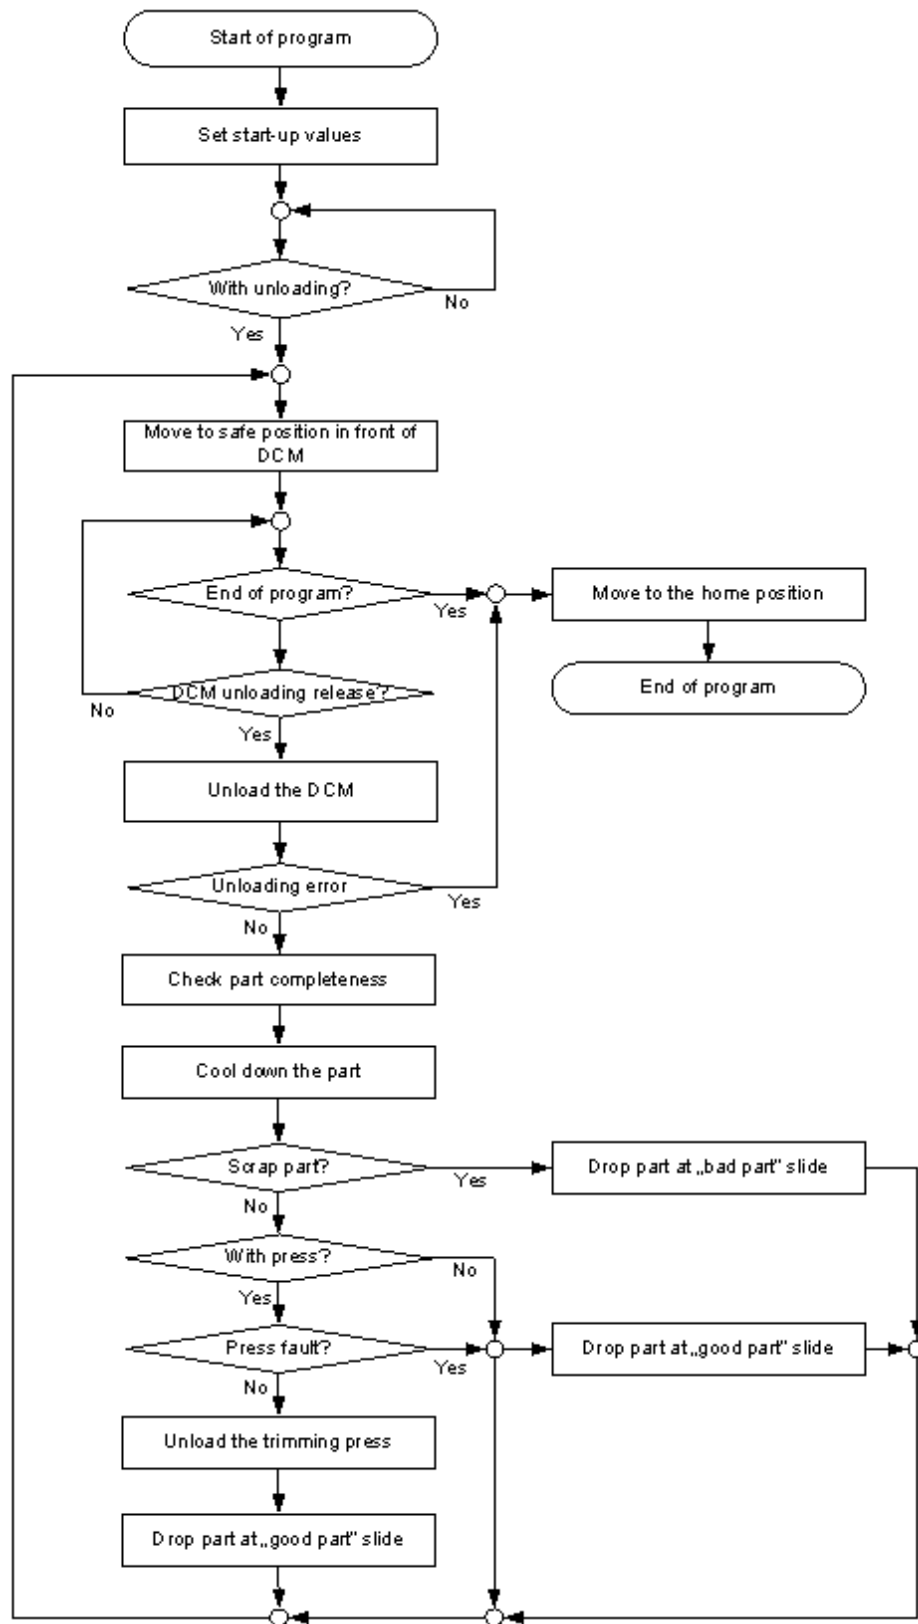 Start of program
Set start-up values
With unloading?
No
Yes
Move to safe position in front of
DCM
End of program?
Yes
Move to the home position
End of program
DCM unloading release?
No
Yes
Unload the DCM
Unloading error
Yes
No
Check part completeness
Cool down the part
Scrap part?
Yes
Drop part at „bad part" slide
No
With press?
No
Yes
Press fault?
Yes
Drop part at „good part" slide
No
Unload the trimming press
Drop part at „good part" slide